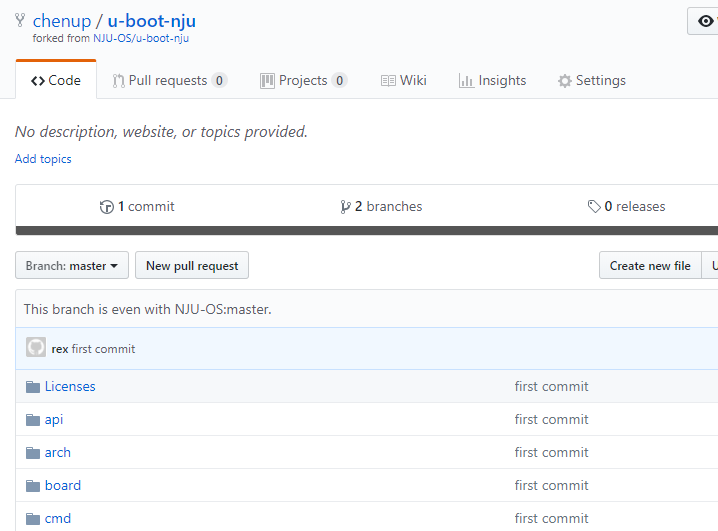 chenup / u-boot-nju
forked from NJU-OS/u-boot-nju
Code Pull requests 0 Projects 0 Wiki Insights Settings
No description, website, or topics provided.
Add topics
1 commit 2 branches 0 releases
Branch: master New pull request Create new file
This branch is even with NJU-OS:master.
rex first commit
Licenses first commit
api first commit
arch first commit
board first commit
cmd first commit